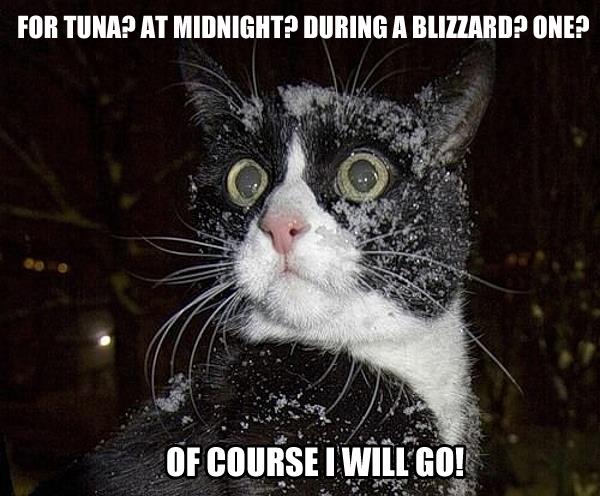 FOR TUNA? AT MIDNIGHT? DURING A BLIZZARD? ONE?
OF COURSE I WILL GO!